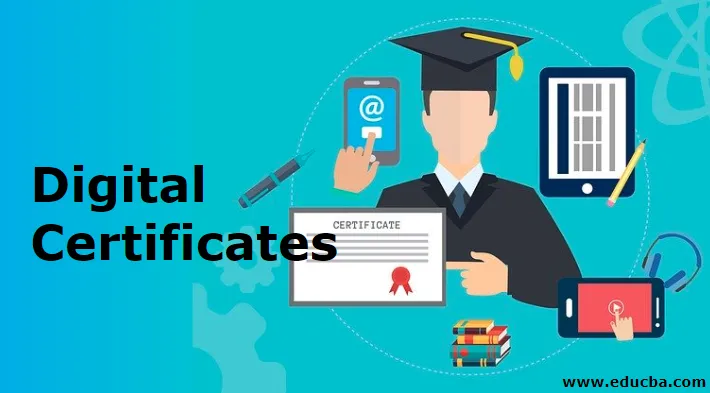 Digital
Certificates
@
CERTIFICATE
www.educba.com